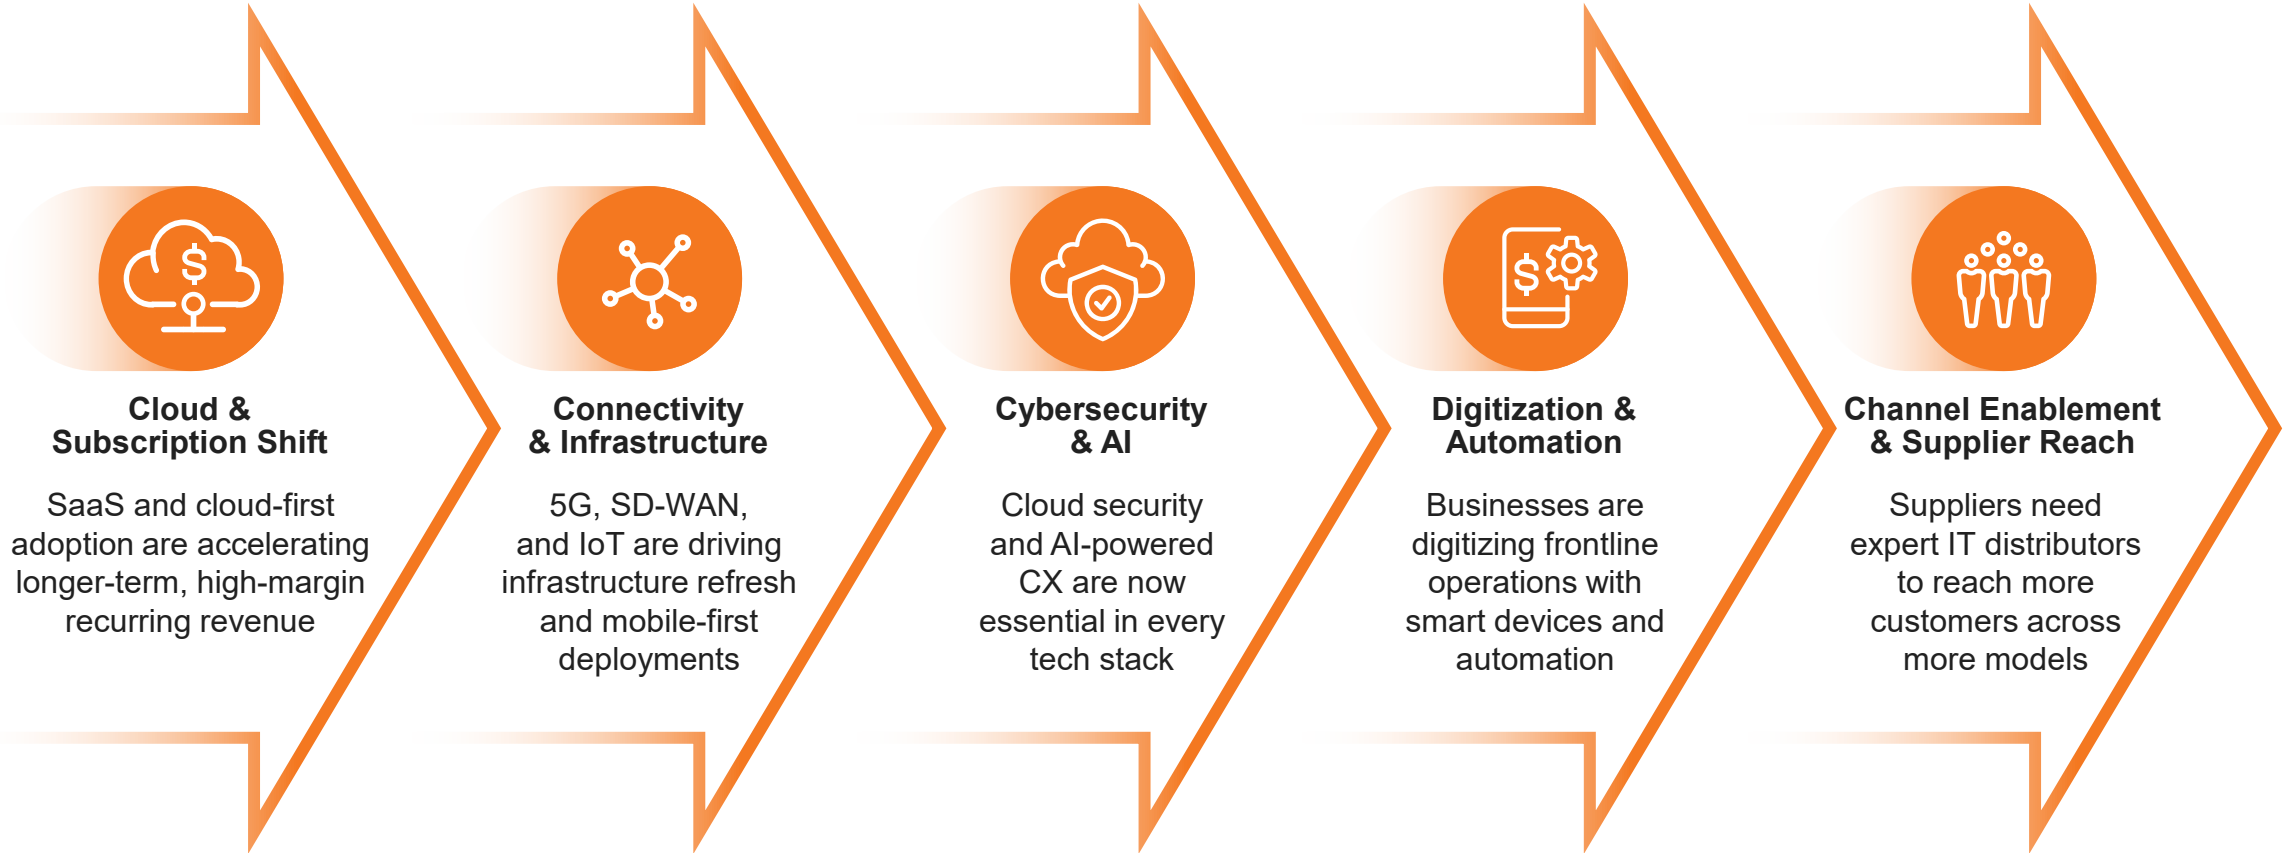 Cloud &
Subscription Shift
SaaS and cloud-first
adoption are accelerating
longer-term, high-margin
recurring revenue
Connectivity
& Infrastructure
5G, SD-WAN,
and IoT are driving
infrastructure refresh
and mobile-first
deployments
Cybersecurity
& AI
Cloud security
and AI-powered
CX are now
essential in every
tech stack
Digitization &
Automation
Businesses are
digitizing frontline
operations with
smart devices and
automation
Channel Enablement
& Supplier Reach
Suppliers need
expert IT distributors
to reach more
customers across
more models